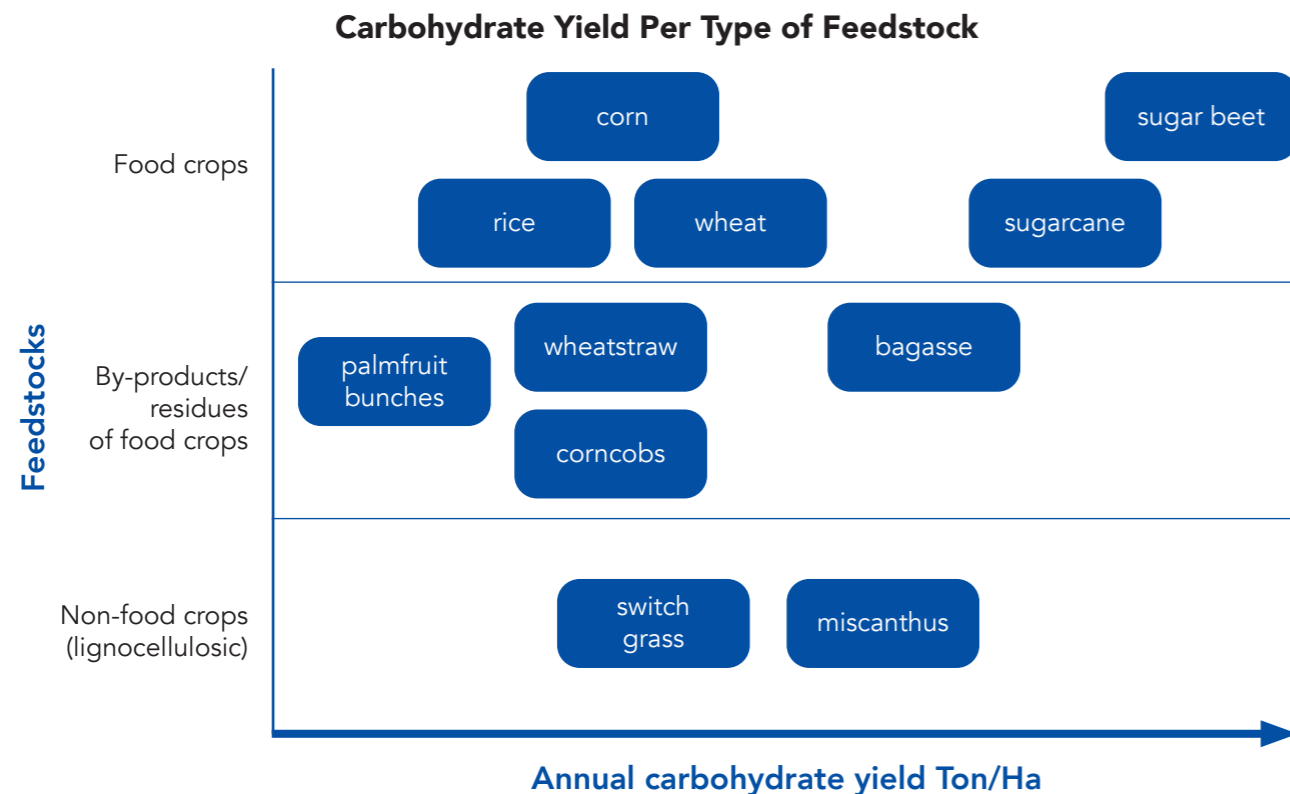 Carbohydrate Yield Per Type of Feedstock
corn
sugar beet
Food crops
rice
wheat
sugarcane
Feedstocks
By-products/
residues
of food crops
palmfruit
bunches
wheatstraw
bagasse
corncobs
Non-food crops
(lignocellulosic)
switch
grass
miscanthus
Annual carbohydrate yield Ton/Ha